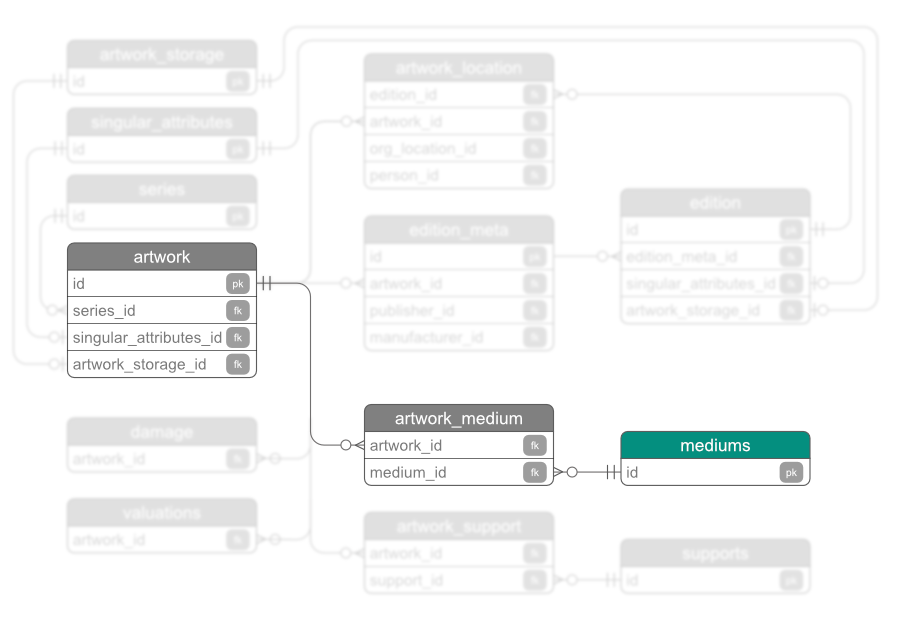 artwork_storage
id pk
singular_attributes
id pk
series
id pk
artwork
id pk
series_id fk
singular_attributes_id fk
artwork_storage_id fk
damage
artwork_id fk
valuations
artwork_id fk
artwork_location
edition_id fk
artwork_id fk
org_location_id fk
person_id fk
edition_meta
id pk
artwork_id fk
publisher_id fk
manufacturer_id fk
artwork_medium
artwork_id fk
medium_id fk
artwork_support
artwork_id fk
support_id fk
edition
id pk
edition_meta_id fk
singular_attributes_id fk
artwork_storage_id fk
mediums
id pk
supports
id pk